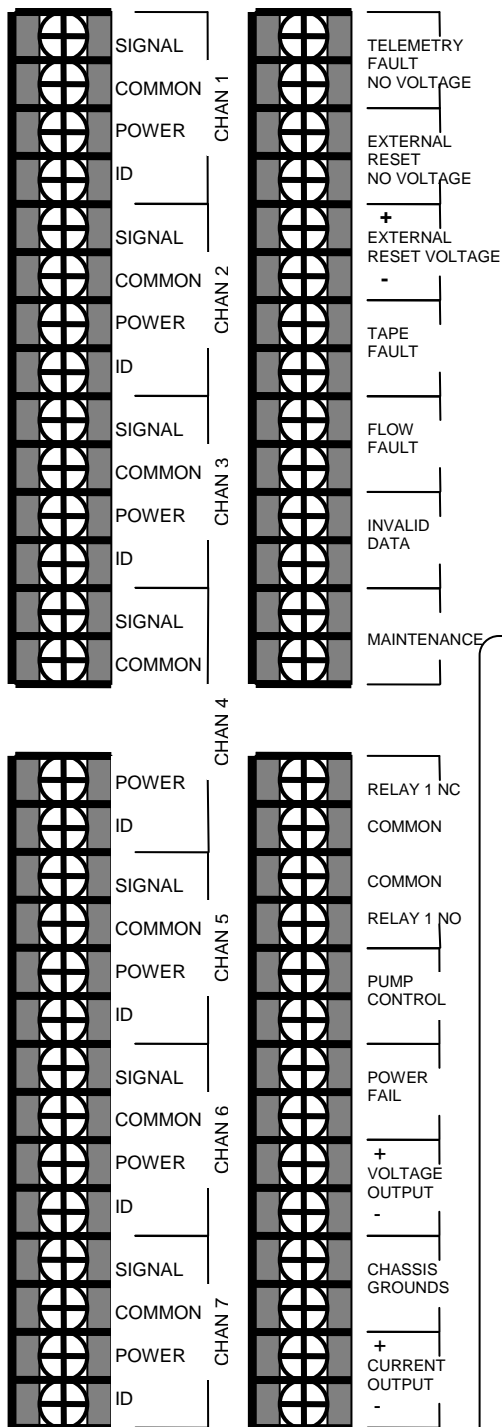 SIGNAL
COMMON
POWER
ID
CHAN 1
SIGNAL
COMMON
POWER
ID
CHAN 2
SIGNAL
COMMON
POWER
ID
CHAN 3
SIGNAL
COMMON
CHAN 4
POWER
ID
SIGNAL
COMMON
POWER
ID
CHAN 5
SIGNAL
COMMON
POWER
ID
CHAN 6
SIGNAL
COMMON
POWER
ID
CHAN 7
TELEMETRY
FAULT
NO VOLTAGE
EXTERNAL
RESET
NO VOLTAGE
+
EXTERNAL
RESET VOLTAGE
-
TAPE
FAULT
FLOW
FAULT
INVALID
DATA
MAINTENANCE
RELAY 1 NC
COMMON
COMMON
RELAY 1 NO
PUMP
CONTROL
POWER
FAIL
+
VOLTAGE
OUTPUT
-
CHASSIS
GROUNDS
+
CURRENT
OUTPUT
-